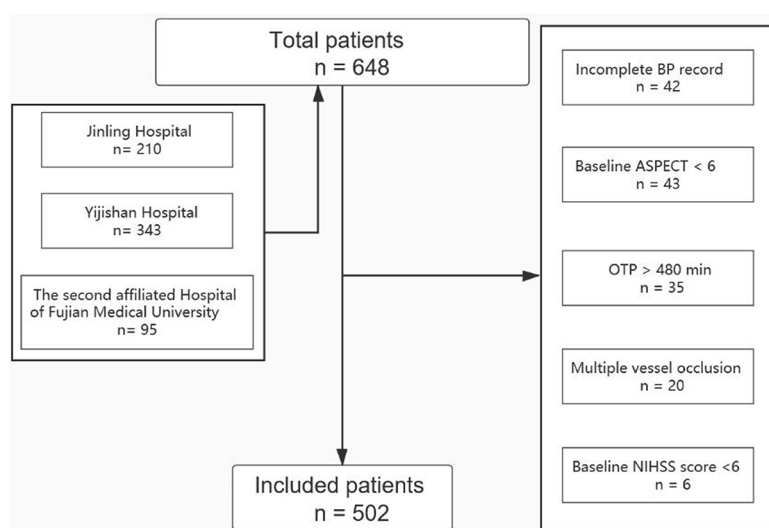 Total patients
n = 648
Jinling Hospital
n= 210
Yijishan Hospital
n= 343
The second affiliated Hospital
of Fujian Medical University
n= 95
Incomplete BP record
n = 42
Baseline ASPECT < 6
n = 43
OTP > 480 min
n = 35
Multiple vessel occlusion
n = 20
Baseline NIHSS score <6
n = 6
Included patients
n = 502